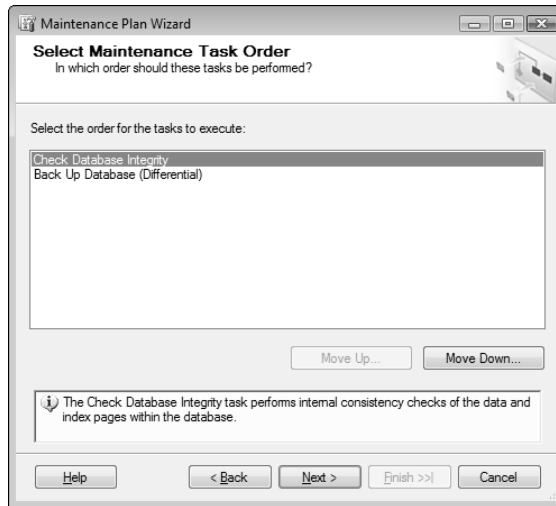 Maintenance Plan Wizard
Select Maintenance Task Order
In which order should these tasks be performed?
Select the order for the tasks to execute:
Check Database Integrity
Back Up Database (Differential)
Move Up... Move Down...
The Check Database Integrity task performs internal consistency checks of the data and
index pages within the database.
Help < Back Next > Finish >>| Cancel